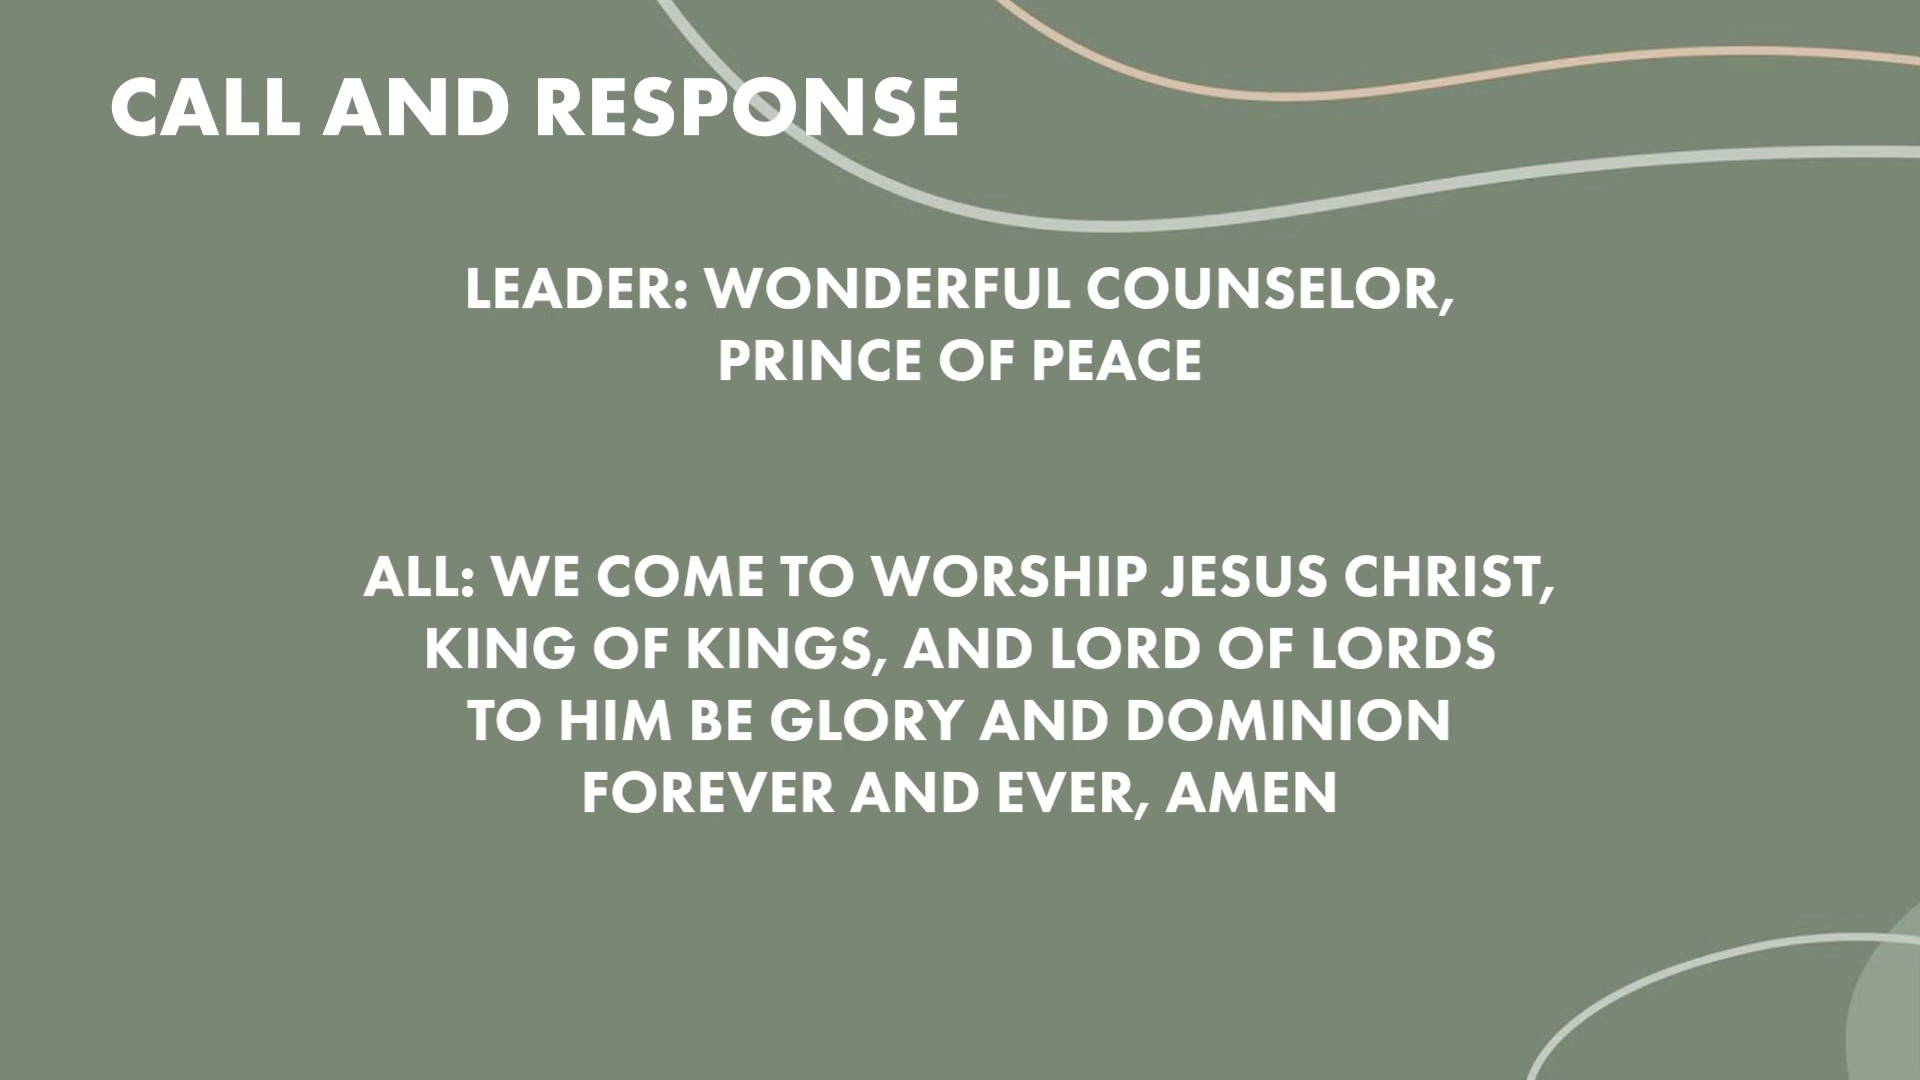 CALL AND RESPONSE
LEADER: WONDERFUL COUNSELOR,
PRINCE OF PEACE
ALL: WE COME TO WORSHIP JESUS CHRIST,
KING OF KINGS, AND LORD OF LORDS
TO HIM BE GLORY AND DOMINION
FOREVER AND EVER, AMEN